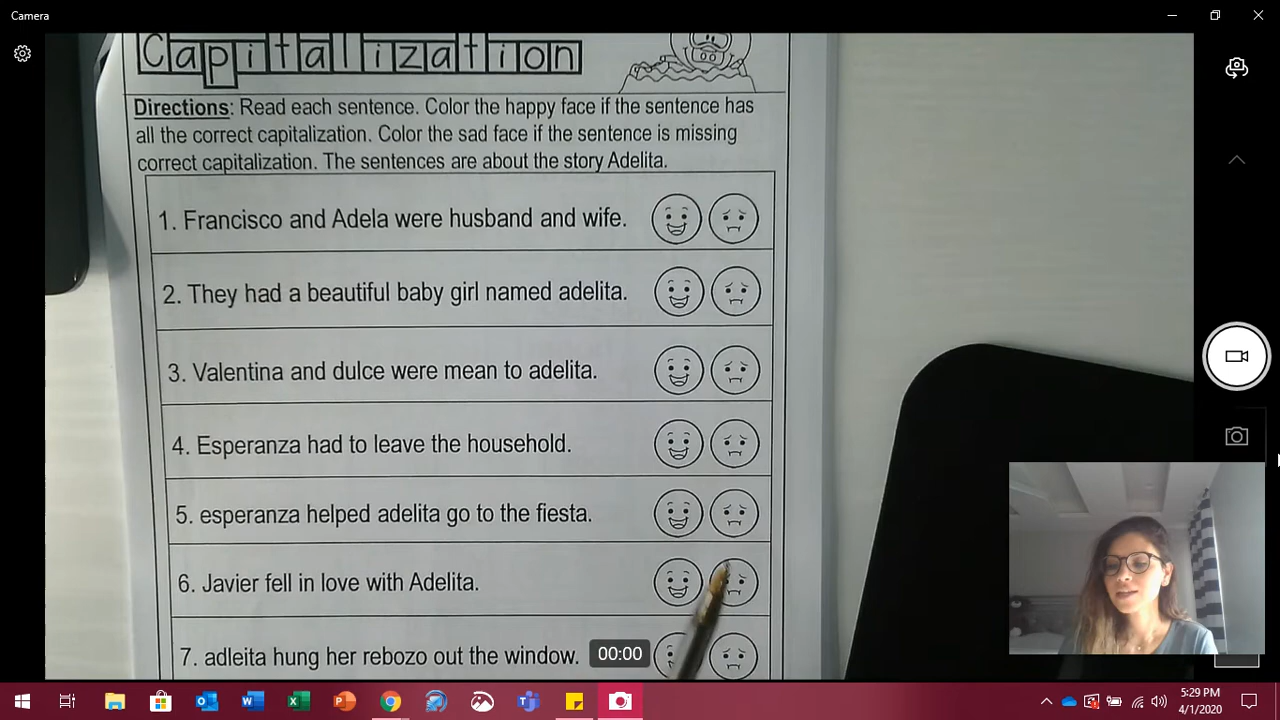 Camera
Capitalization
Directions: Read each sentence. Color the happy face if the sentence has
all the correct capitalization. Color the sad face if the sentence is missing
correct capitalization. The sentences are about the story Adelita.
1. Francisco and Adela were husband and wife.
2. They had a beautiful baby girl named adelita.
3. Valentina and dulce were mean to adelita.
4. Esperanza had to leave the household.
5. esperanza helped adelita go to the fiesta.
6. Javier fell in love with Adelita.
7. adleita hung her rebozo out the window.
00:00
5:29 PM
4/1/2020